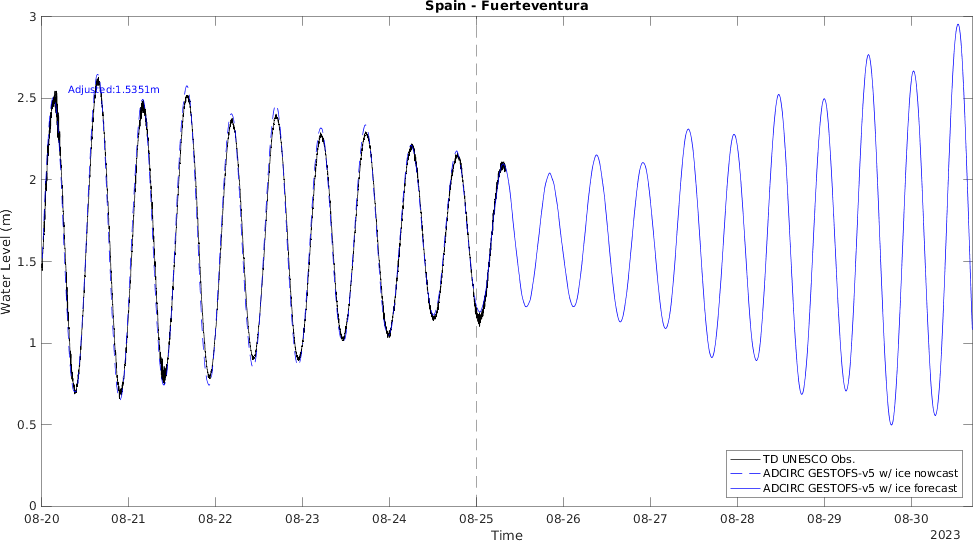 Spain - Fuerteventura
Water Level (m)
3
2.5
2
1.5
1
0.5
0
Adjusted:1.5351m
TD UNESCO Obs.
ADCIRC GESTOFS-v5 w/ ice nowcast
ADCIRC GESTOFS-v5 w/ ice forecast
08-20 08-21 08-22 08-23 08-24 08-25 08-26 08-27 08-28 08-29 08-30
Time
2023